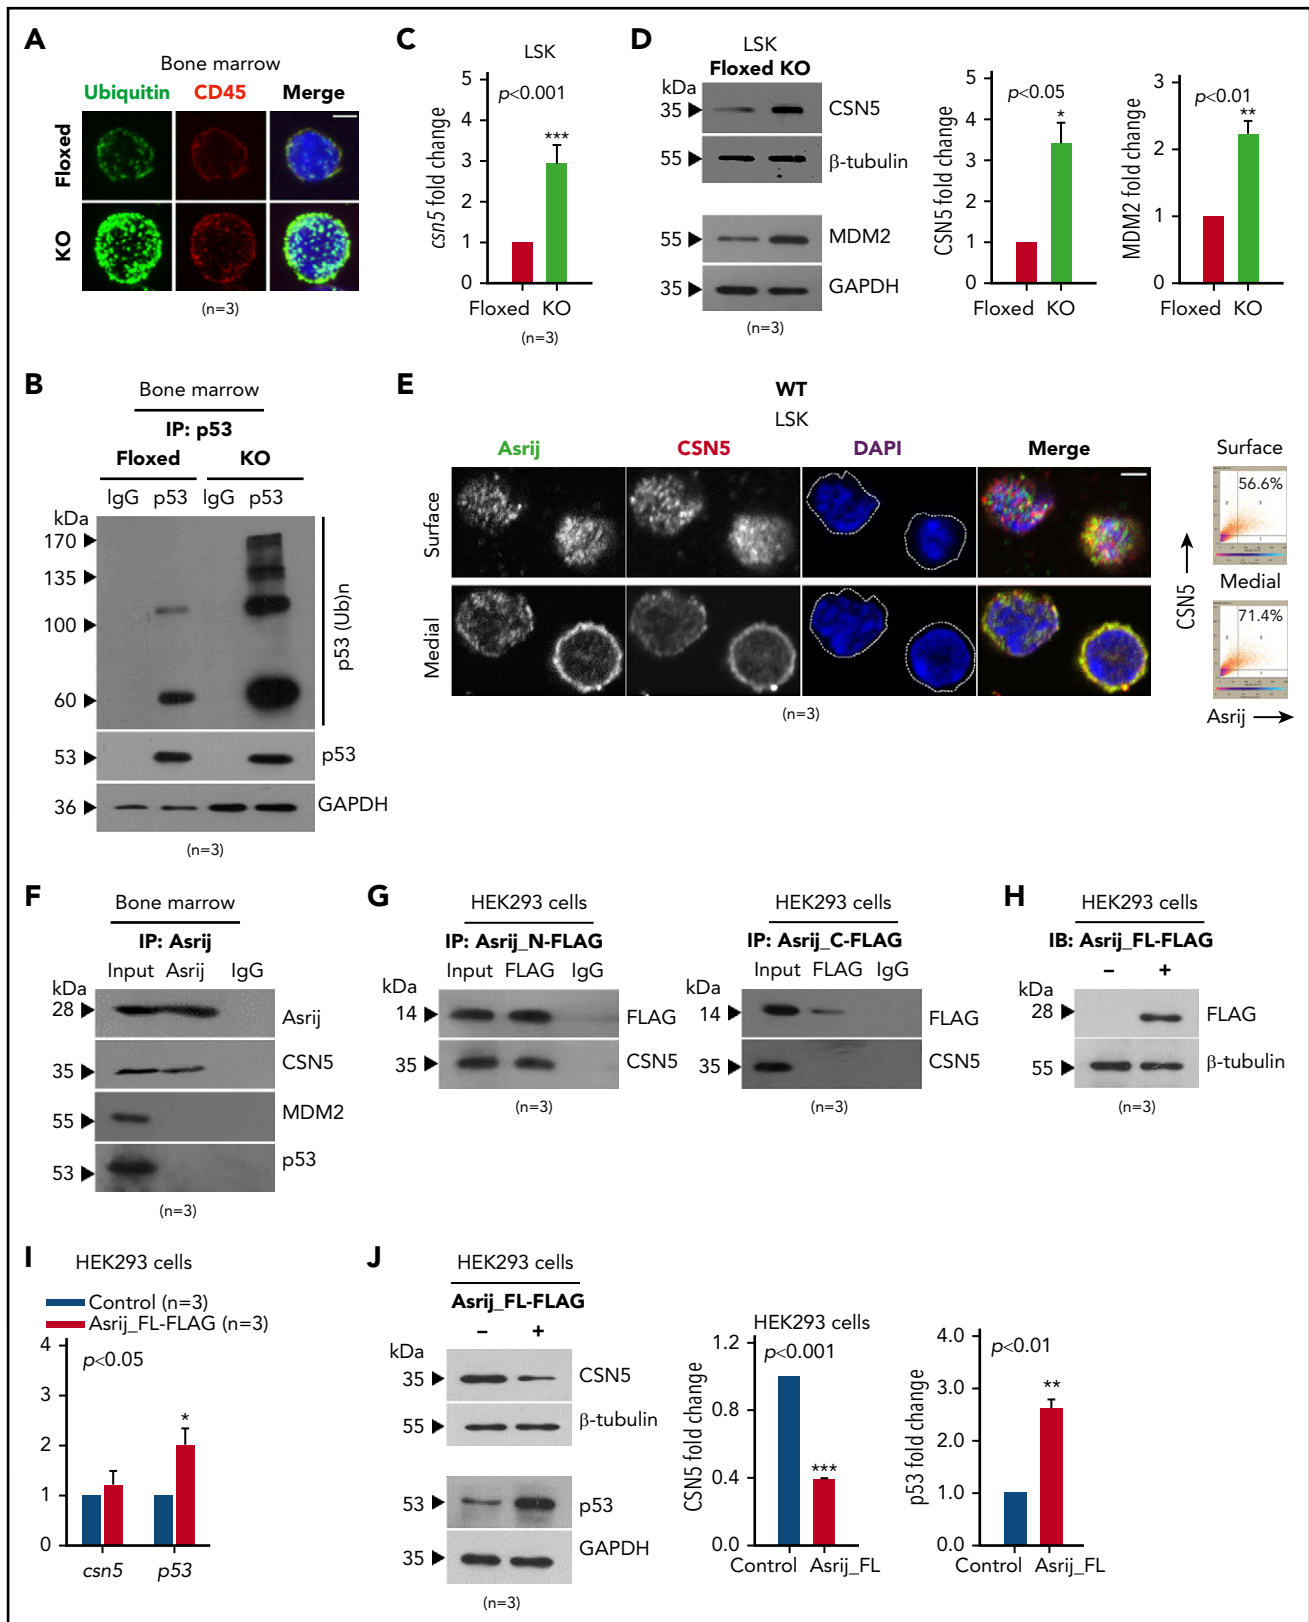 A
Bone marrow
Ubiquitin CD45 Merge
Floxed
KO
(n=3)
C
LSK
csn5 fold change
5
4
3
2
1
0
p<0.001
***
Floxed KO
(n=3)
D
LSK
Floxed KO
kDa
35 CSN5
55 β-tubulin
55 MDM2
35 GAPDH
(n=3)
CSN5 fold change
5
4
3
2
1
0
p<0.05
*
Floxed KO
MDM2 fold change
3
2
1
0
p<0.01
**
Floxed KO
B
Bone marrow
IP: p53
Floxed KO
IgG p53 IgG p53
kDa
170
135
100
60
p53 (Ub)n
53 p53
36 GAPDH
(n=3)
E
WT
LSK
Asrij CSN5 DAPI Merge
Surface
Medial
(n=3)
Surface
56.6%
Medial
71.4%
CSN5
Asrij
F
Bone marrow
IP: Asrij
Input Asrij IgG
kDa
28 Asrij
35 CSN5
55 MDM2
53 p53
(n=3)
G
HEK293 cells
IP: Asrij_N-FLAG
Input FLAG IgG
kDa
14 FLAG
35 CSN5
(n=3)
HEK293 cells
IP: Asrij_C-FLAG
Input FLAG IgG
kDa
14 FLAG
35 CSN5
(n=3)
H
HEK293 cells
IB: Asrij_FL-FLAG
– +
kDa
28 FLAG
55 β-tubulin
(n=3)
I
HEK293 cells
Control (n=3)
Asrij_FL-FLAG (n=3)
4
3
2
1
0
p<0.05
*
csn5 p53
J
HEK293 cells
Asrij_FL-FLAG
– +
kDa
35 CSN5
55 β-tubulin
53 p53
35 GAPDH
(n=3)
HEK293 cells
CSN5 fold change
1.2
0.8
0.4
0.0
p<0.001
***
Control Asrij_FL
p53 fold change
4.0
3.0
2.0
1.0
0.0
p<0.01
**
Control Asrij_FL